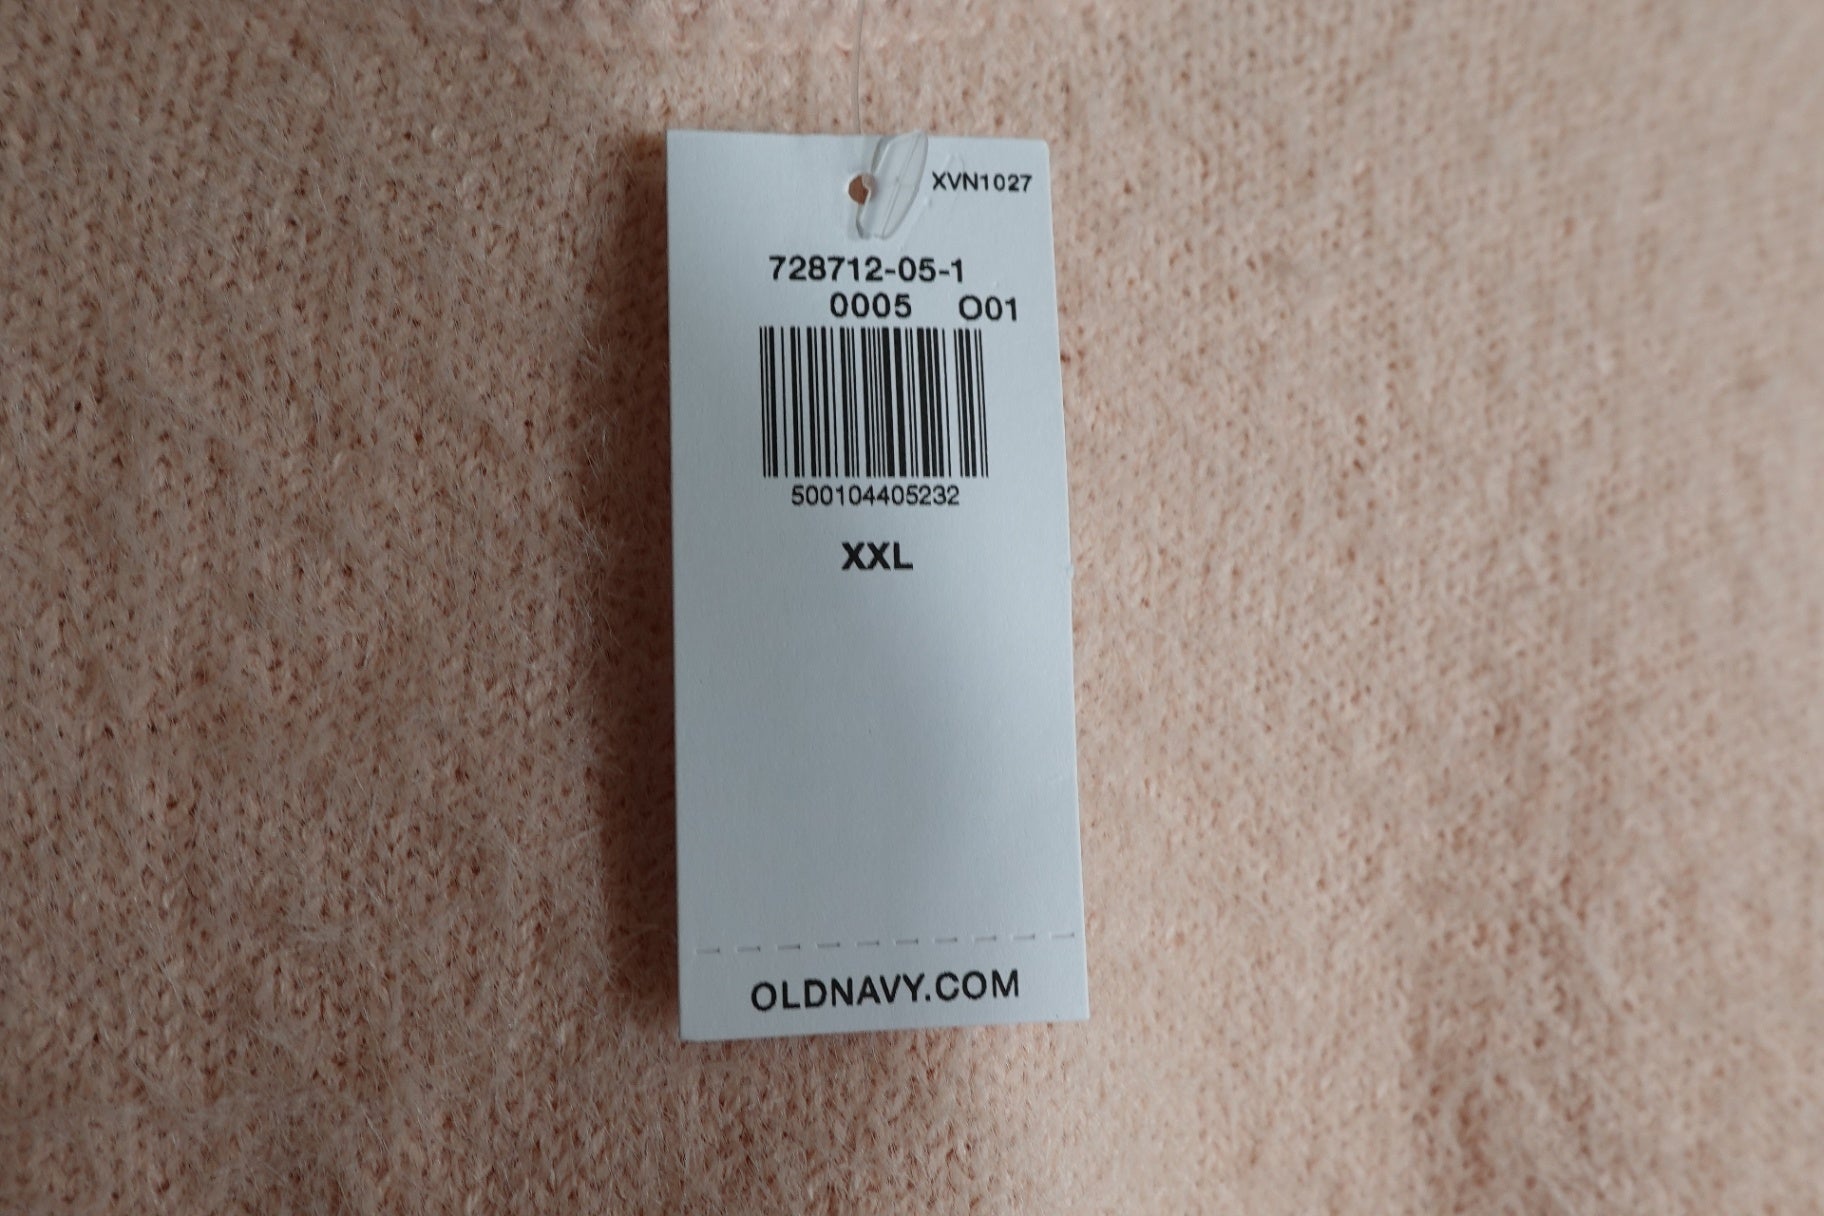 XVN1027
728712-05-1
0005 O01
500104405232
XXL
OLDNAVY.COM